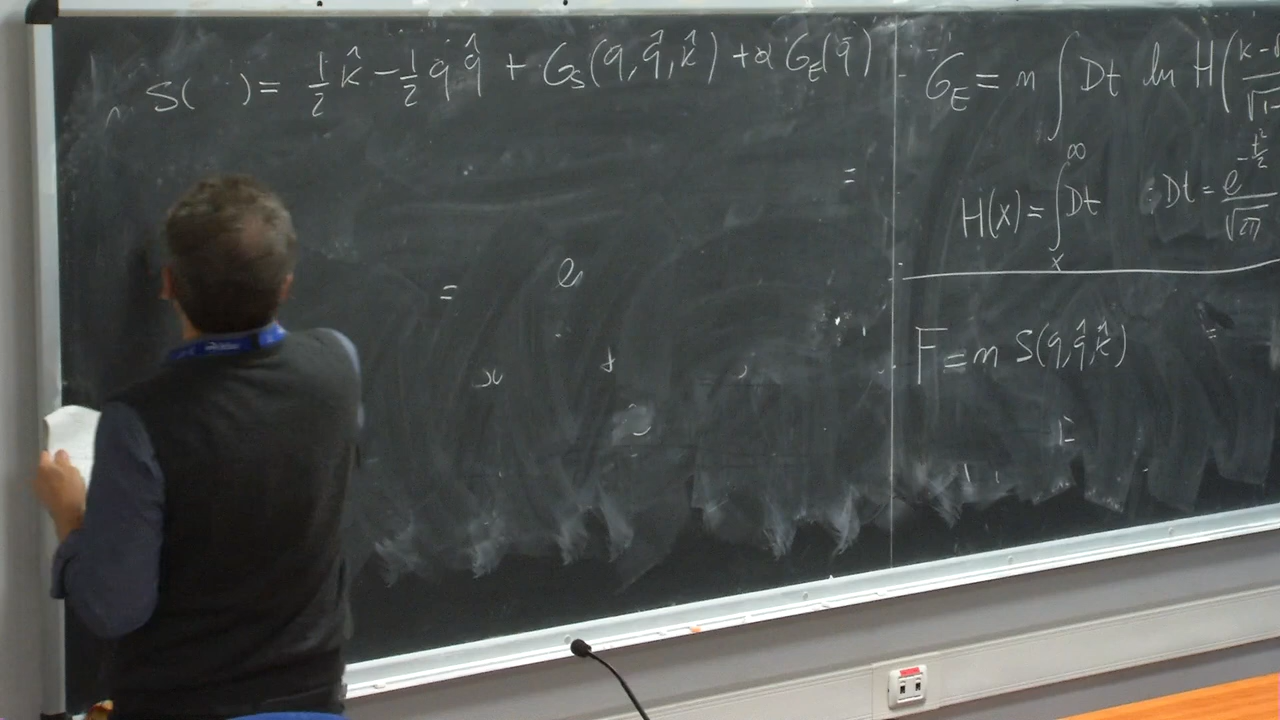 S( ) = 1/2 k̂ - 1/2 q q̂ + G_S(q, q̂, k̂) + α G_E(q)
G_E = n ∫ Dt ln H(
H(x) = ∫_x^∞ Dt : Dt = e^{-t²/2}/√2π
F = n S(q, q̂, k̂)